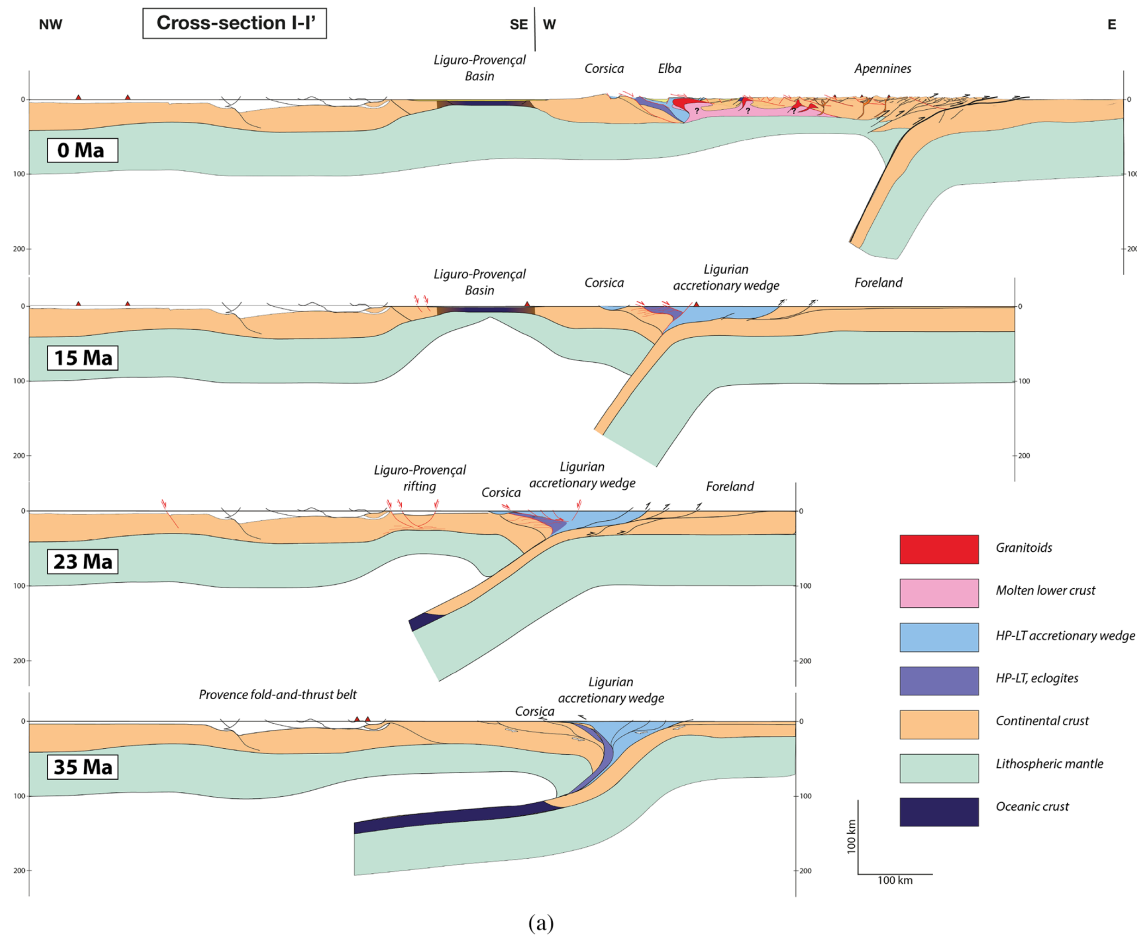 NW
Cross-section I-I'
SE
W
E
Liguro-Provençal
Basin
Corsica
Elba
Apennines
0
0
?
?
?
0 Ma
100
100
200
200
Liguro-Provençal
Basin
Corsica
Ligurian
accretionary wedge
Foreland
0
0
15 Ma
100
100
200
200
Liguro-Provençal
rifting
Corsica
Ligurian
accretionary wedge
Foreland
0
0
23 Ma
100
100
200
200
Provence fold-and-thrust belt
Corsica
Ligurian
accretionary wedge
0
0
35 Ma
100
100
200
200
Granitoids
Molten lower crust
HP-LT accretionary wedge
HP-LT, eclogites
Continental crust
Lithospheric mantle
Oceanic crust
100 km
100 km
(a)